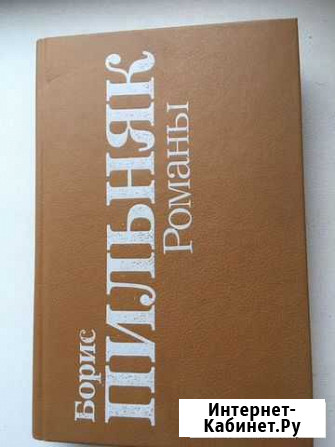 Борис
ПИЛЬНЯК
Романы
Интернет-
Кабинет.Ру